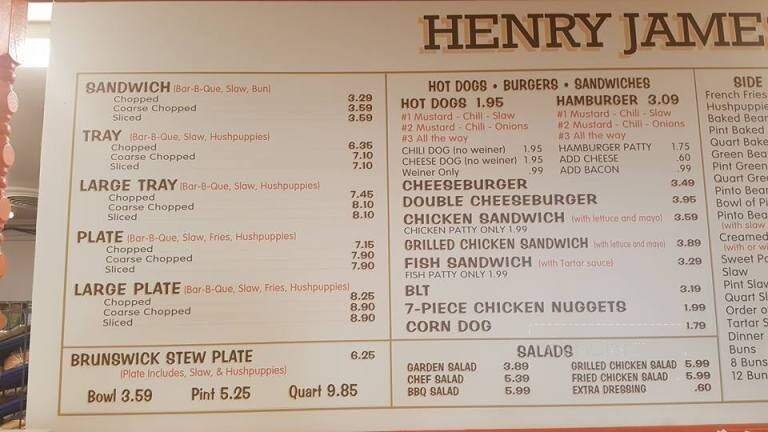 HENRY JAME
SANDWICH (Bar-B-Que, Slaw, Bun)
Chopped 3.29
Coarse Chopped 3.59
Sliced 3.59
TRAY (Bar-B-Que, Slaw, Hushpuppies)
Chopped 6.35
Coarse Chopped 7.10
Sliced 7.10
LARGE TRAY (Bar-B-Que, Slaw, Hushpuppies)
Chopped 7.45
Coarse Chopped 8.10
Sliced 8.10
PLATE (Bar-B-Que, Slaw, Fries, Hushpuppies)
Chopped 7.15
Coarse Chopped 7.90
Sliced 7.90
LARGE PLATE (Bar-B-Que, Slaw, Fries, Hushpuppies)
Chopped 8.25
Coarse Chopped 8.90
Sliced 8.90
BRUNSWICK STEW PLATE 6.25
(Plate Includes, Slaw, & Hushpuppies)
Bowl 3.59 Pint 5.25 Quart 9.85
HOT DOGS • BURGERS • SANDWICHES
HOT DOGS 1.95
#1 Mustard - Chili - Slaw
#2 Mustard - Chili - Onions
#3 All the way
CHILI DOG (no weiner) 1.95
CHEESE DOG (no weiner) 1.95
Weiner Only .99
HAMBURGER 3.09
#1 Mustard - Chili - Slaw
#2 Mustard - Chili - Onions
#3 All the way
HAMBURGER PATTY 1.75
ADD CHEESE .60
ADD BACON .99
CHEESEBURGER 3.49
DOUBLE CHEESEBURGER 3.95
CHICKEN SANDWICH (with lettuce and mayo) 3.59
CHICKEN PATTY ONLY 1.99
GRILLED CHICKEN SANDWICH (with lettuce and mayo) 3.89
FISH SANDWICH (with Tartar sauce) 3.29
FISH PATTY ONLY 1.99
BLT 3.19
7-PIECE CHICKEN NUGGETS 1.99
CORN DOG 1.79
SALADS
GARDEN SALAD 3.89
CHEF SALAD 5.39
BBQ SALAD 5.99
GRILLED CHICKEN SALAD 5.99
FRIED CHICKEN SALAD 5.99
EXTRA DRESSING .60
SIDE
French Fries
Hushpuppie
Baked Bear
Pint Baked
Quart Bake
Green Bea
Pint Green
Quart Gre
Pinto Bea
Bowl of Pi
Pinto Bea
(with slaw
Creamed
(with or wi
Sweet Po
Slaw
Pint Slaw
Quart Sl
Order o
Tartar S
Dinner
Buns
8 Buns
12 Bun